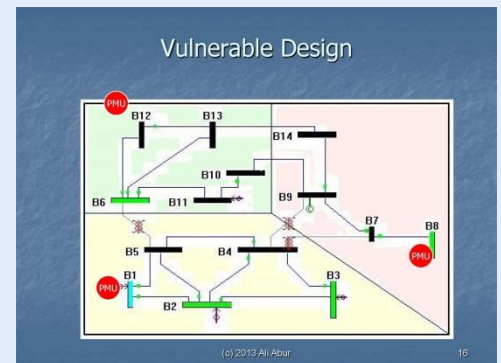 Vulnerable Design
PMU
B12
B13
B14
B10
B9
B6
B11
B7
B8
PMU
B5
B4
B1
PMU
B2
B3
(c) 2013 Ali Abur
16